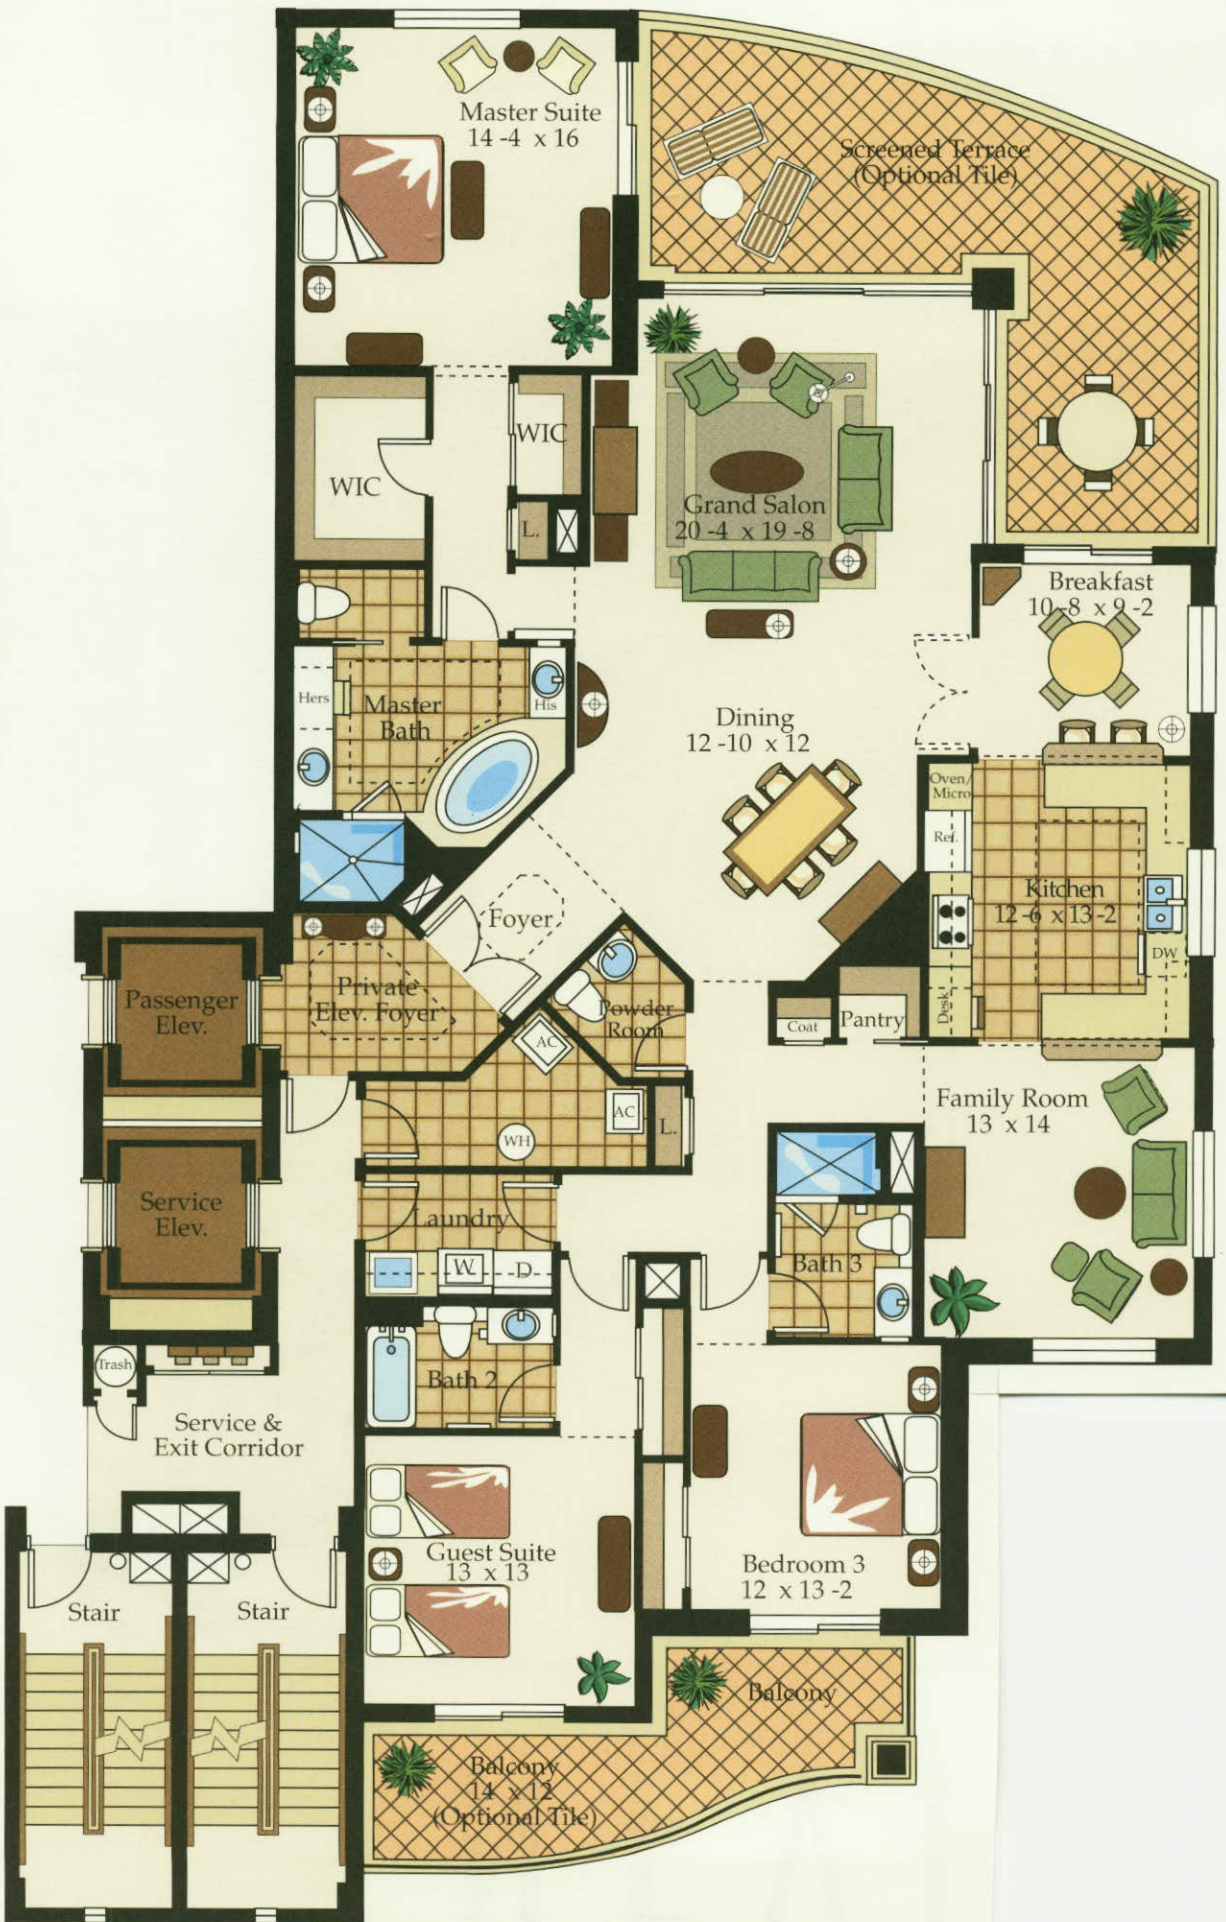 Master Suite
14 -4 x 16
Screened Terrace
(Optional Tile)
WIC
WIC
L.
Grand Salon
20 -4 x 19 -8
Breakfast
10 -8 x 9 -2
Hers
Master
Bath
His
Dining
12 -10 x 12
Oven/
Micro
Ref.
Kitchen
12 -6 x 13 -2
DW
Desk
Foyer
Passenger
Elev.
Private
Elev. Foyer
Powder
Room
Coat
Pantry
AC
AC
WH
L.
Family Room
13 x 14
Service
Elev.
Laundry
W
D
Bath 3
Trash
Bath 2
Service &
Exit Corridor
Guest Suite
13 x 13
Bedroom 3
12 x 13 -2
Stair
Stair
Balcony
Balcony
14 x 12
(Optional Tile)